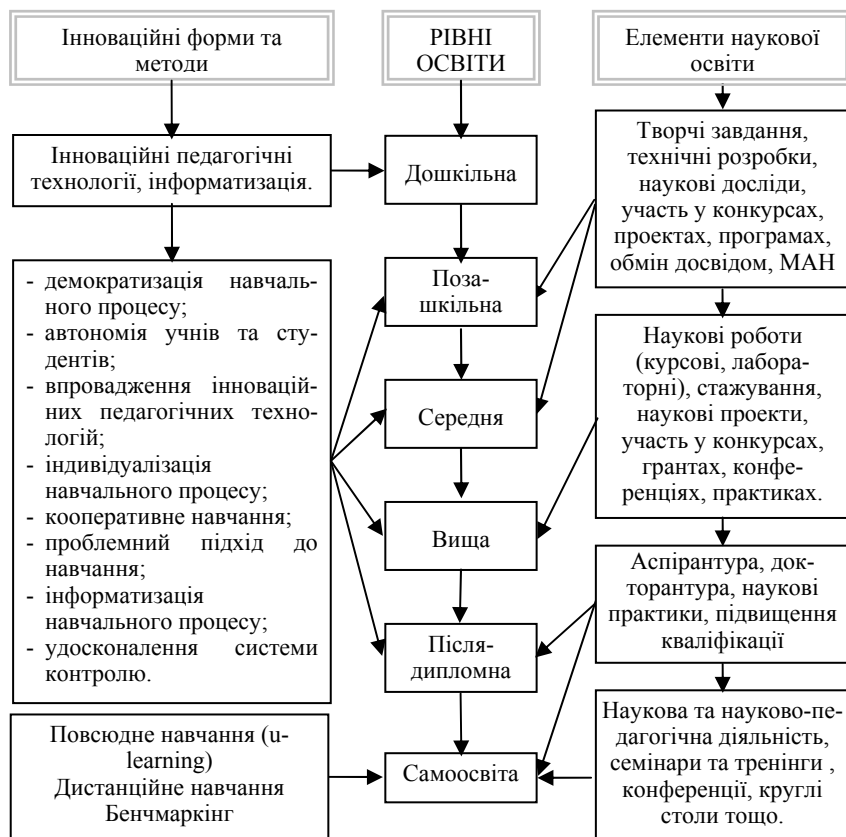 Інноваційні форми та
методи
РІВНІ
ОСВІТИ
Елементи наукової
освіти
Інноваційні педагогічні
технології, інформатизація.
Дошкільна
Творчі завдання,
технічні розробки,
наукові досліди,
участь у конкурсах,
проектах, програмах,
обмін досвідом, МАН
- демократизація навчаль-
ного процесу;
- автономія учнів та сту-
дентів;
- впровадження інновацій-
них педагогічних техно-
логій;
- індивідуалізація
навчального процесу;
- кооперативне навчання;
- проблемний підхід до
навчання;
- інформатизація
навчального процесу;
- удосконалення системи
контролю.
Поза-
шкільна
Середня
Вища
Після-
дипломна
Наукові роботи
(курсові, лабора-
торні), стажування,
наукові проекти,
участь у конкурсах,
грантах, конфе-
ренціях, практиках.
Аспірантура, док-
торантура, наукові
практики, підвищення
кваліфікації
Повсюдне навчання (u-
learning)
Дистанційне навчання
Бенчмаркінг
Самоосвіта
Наукова та науково-пе-
дагогічна діяльність,
семінари та тренінги ,
конференції, круглі
столи тощо.